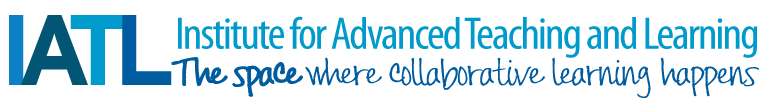 IATL Institute for Advanced Teaching and Learning
The space where collaborative learning happens